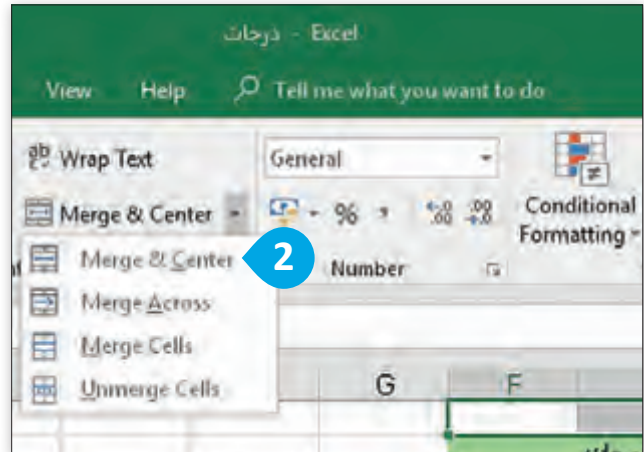 درجات - Excel
View Help Tell me what you want to do
Wrap Text General
Merge & Center % Conditional Formatting
Merge & Center 2 Number
Merge Across
Merge Cells
Unmerge Cells
G F